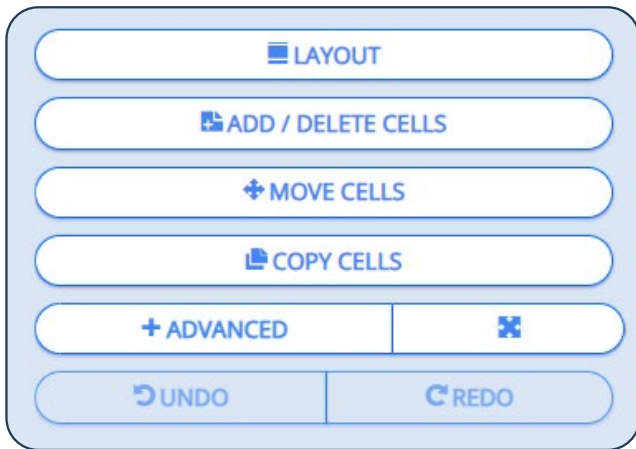 LAYOUT
ADD / DELETE CELLS
MOVE CELLS
COPY CELLS
+ ADVANCED
UNDO REDO